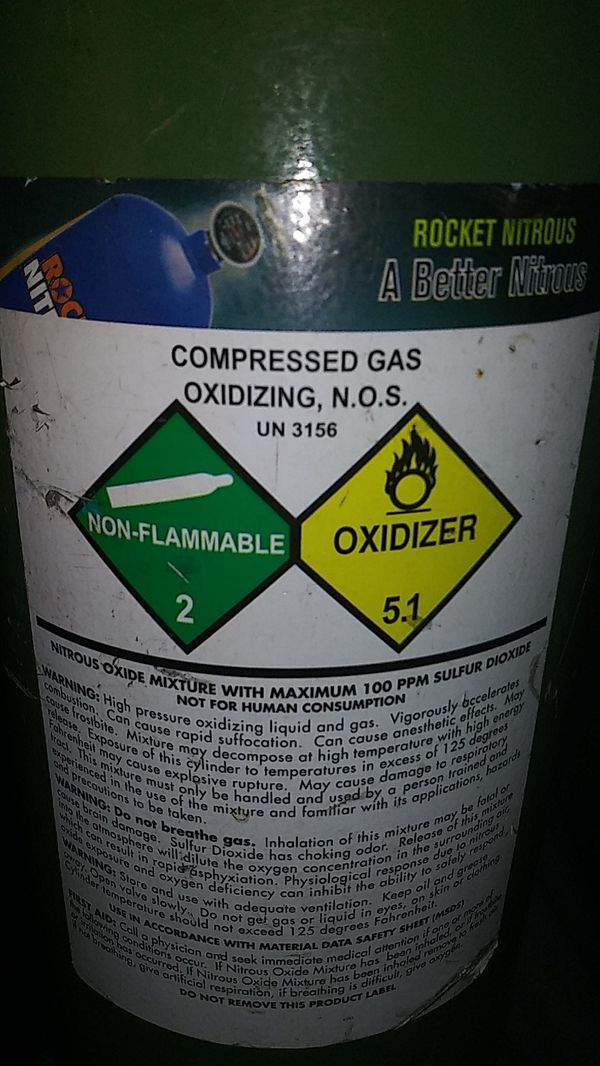 ROCKET NITROUS
A Better Nitrous
ROC
NIT
COMPRESSED GAS
OXIDIZING, N.O.S.
UN 3156
NON-FLAMMABLE
2
OXIDIZER
5.1
NITROUS OXIDE MIXTURE WITH MAXIMUM 100 PPM SULFUR DIOXIDE
NOT FOR HUMAN CONSUMPTION
WARNING: High pressure oxidizing liquid and gas. Vigorously accelerates
combustion. Can cause rapid suffocation. Can cause anesthetic effects. May
cause frostbite. Mixture may decompose at high temperature with high energy
release. Exposure of this cylinder to temperatures in excess of 125 degrees
Fahrenheit may cause explosive rupture. May cause damage to respiratory
tract. This mixture must only be handled and used by a person trained and
experienced in the use of the mixture and familiar with its applications, hazards
and precautions to be taken.
WARNING: Do not breathe gas. Inhalation of this mixture may be fatal or
cause brain damage. Sulfur Dioxide has choking odor. Release of this mixture
into the atmosphere will dilute the oxygen concentration in the surrounding air,
which can result in rapid asphyxiation. Physiological response due to nitrous
oxide exposure and oxygen deficiency can inhibit the ability to safely respond.
WARNING: Store and use with adequate ventilation. Keep oil and grease
away. Open valve slowly. Do not get gas or liquid in eyes, on skin or clothing.
Cylinder temperature should not exceed 125 degrees Fahrenheit.
USE IN ACCORDANCE WITH MATERIAL DATA SAFETY SHEET (MSDS)
FIRST AID: Call a physician and seek immediate medical attention if one or more of
the following conditions occur. If Nitrous Oxide Mixture has been inhaled, or if
or irritation has occurred. If Nitrous Oxide Mixture has been inhaled remove to fresh air.
If not breathing, give artificial respiration, if breathing is difficult, give oxygen.
DO NOT REMOVE THIS PRODUCT LABEL